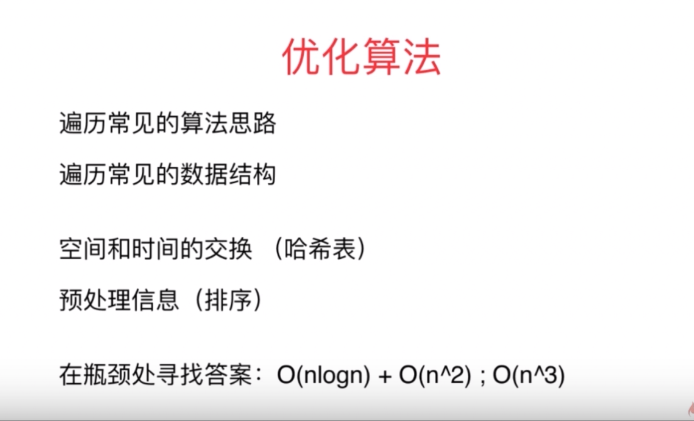 优化算法
遍历常见的算法思路
遍历常见的数据结构
空间和时间的交换 （哈希表）
预处理信息（排序）
在瓶颈处寻找答案：O(nlogn) + O(n^2) ; O(n^3)